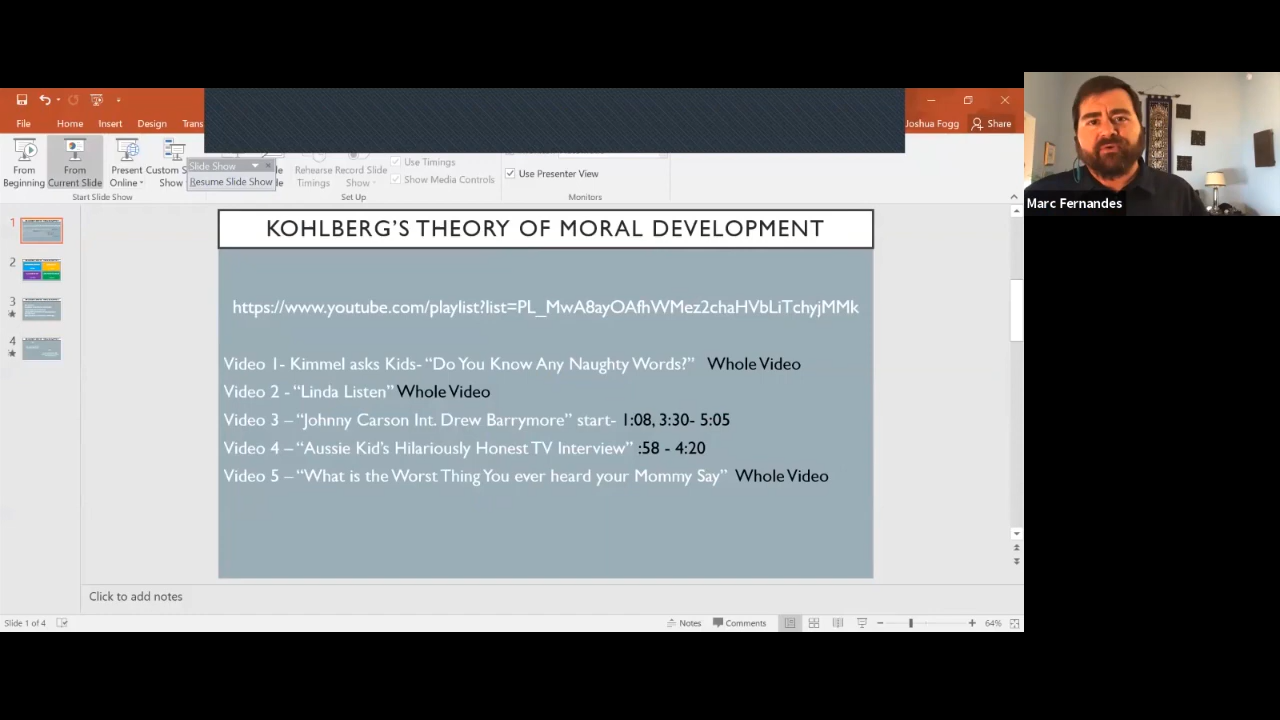 Joshua Fogg
Share
File Home Insert Design Trans
From Beginning
From Current Slide
Present Online
Custom S Show
Slide Show
Resume Slide Show
Rehearse Timings
Record Slide Show
Use Timings
Show Media Controls
Use Presenter View
Start Slide Show
Set Up
Monitors
Marc Fernandes
1
2
3
4
KOHLBERG'S THEORY OF MORAL DEVELOPMENT
https://www.youtube.com/playlist?list=PL_MwA8ayOAfhWMez2chaHVbLiTchyjMMk
Video 1- Kimmel asks Kids- “Do You Know Any Naughty Words?” Whole Video
Video 2 - “Linda Listen” Whole Video
Video 3 – “Johnny Carson Int. Drew Barrymore” start- 1:08, 3:30- 5:05
Video 4 – “Aussie Kid's Hilariously Honest TV Interview” :58 - 4:20
Video 5 – “What is the Worst Thing You ever heard your Mommy Say” Whole Video
Click to add notes
Slide 1 of 4
Notes
Comments
64%